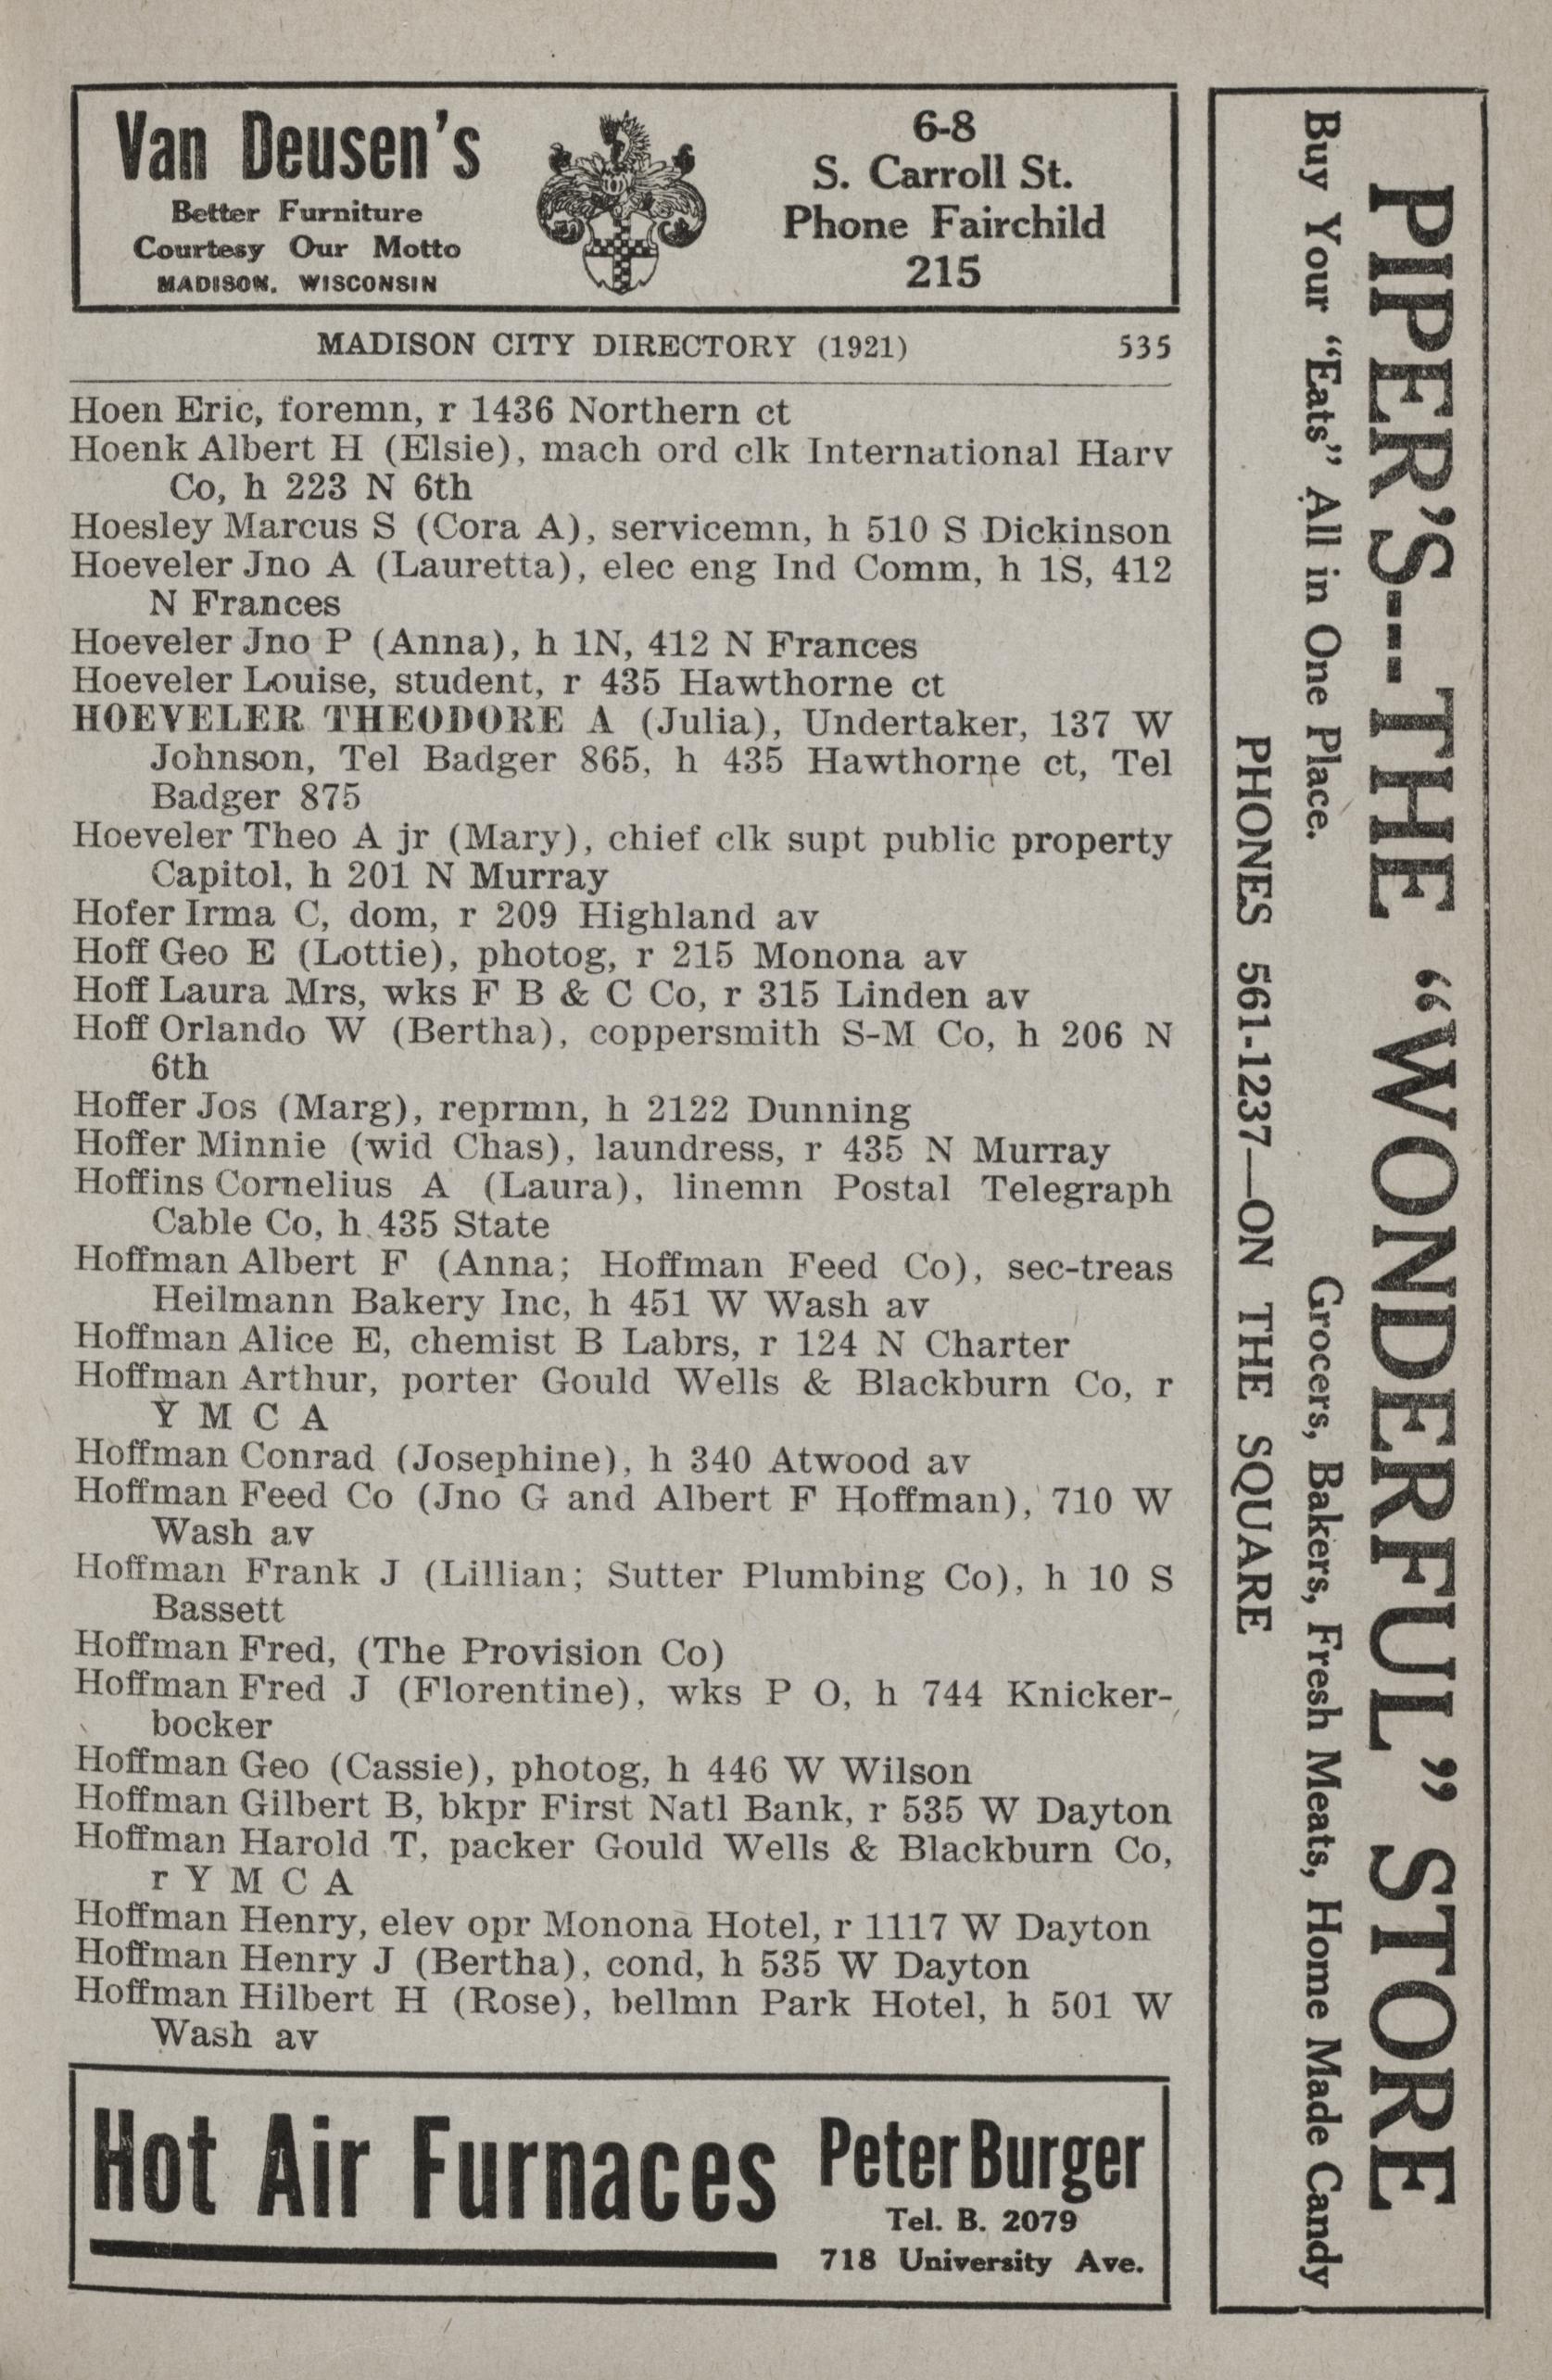 Van Deusen's
Better Furniture
Courtesy Our Motto
MADISON, WISCONSIN
6-8
S. Carroll St.
Phone Fairchild
215
MADISON CITY DIRECTORY (1921) 535
Hoen Eric, foremn, r 1436 Northern ct
Hoenk Albert H (Elsie), mach ord clk International Harv
Co, h 223 N 6th
Hoesley Marcus S (Cora A), servicemn, h 510 S Dickinson
Hoeveler Jno A (Lauretta), elec eng Ind Comm, h 1S, 412
N Frances
Hoeveler Jno P (Anna), h 1N, 412 N Frances
Hoeveler Louise, student, r 435 Hawthorne ct
HOEVELER THEODORE A (Julia), Undertaker, 137 W
Johnson, Tel Badger 865, h 435 Hawthorne ct, Tel
Badger 875
Hoeveler Theo A jr (Mary), chief clk supt public property
Capitol, h 201 N Murray
Hofer Irma C, dom, r 209 Highland av
Hoff Geo E (Lottie), photog, r 215 Monona av
Hoff Laura Mrs, wks F B & C Co, r 315 Linden av
Hoff Orlando W (Bertha), coppersmith S-M Co, h 206 N
6th
Hoffer Jos (Marg), reprmn, h 2122 Dunning
Hoffer Minnie (wid Chas), laundress, r 435 N Murray
Hoffins Cornelius A (Laura), linemn Postal Telegraph
Cable Co, h 435 State
Hoffman Albert F (Anna; Hoffman Feed Co), sec-treas
Heilmann Bakery Inc, h 451 W Wash av
Hoffman Alice E, chemist B Labrs, r 124 N Charter
Hoffman Arthur, porter Gould Wells & Blackburn Co, r
Y M C A
Hoffman Conrad (Josephine), h 340 Atwood av
Hoffman Feed Co (Jno G and Albert F Hoffman), 710 W
Wash av
Hoffman Frank J (Lillian; Sutter Plumbing Co), h 10 S
Bassett
Hoffman Fred, (The Provision Co)
Hoffman Fred J (Florentine), wks P O, h 744 Knicker-
bocker
Hoffman Geo (Cassie), photog, h 446 W Wilson
Hoffman Gilbert B, bkpr First Natl Bank, r 535 W Dayton
Hoffman Harold T, packer Gould Wells & Blackburn Co,
r Y M C A
Hoffman Henry, elev opr Monona Hotel, r 1117 W Dayton
Hoffman Henry J (Bertha), cond, h 535 W Dayton
Hoffman Hilbert H (Rose), bellmn Park Hotel, h 501 W
Wash av
Hot Air Furnaces
Peter Burger
Tel. B. 2079
718 University Ave.
PIPER'S---THE "WONDERFUL" STORE
Buy Your "Eats" All in One Place. Grocers, Bakers, Fresh Meats, Home Made Candy
PHONES 561-1237—ON THE SQUARE